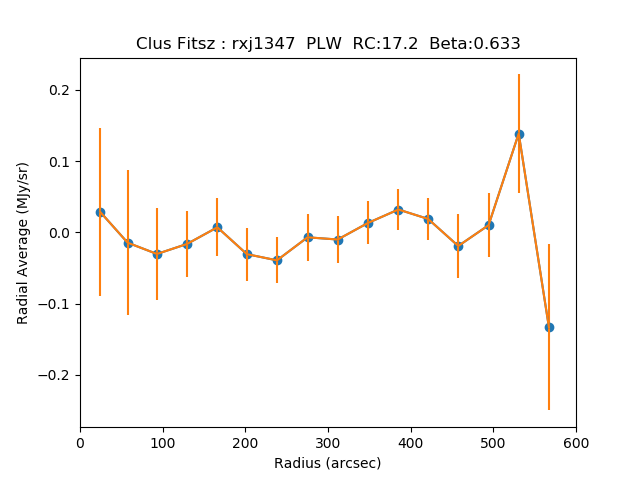 Clus Fitsz : rxj1347  PLW  RC:17.2  Beta:0.633
Radial Average (MJy/sr)
0.2
0.1
0.0
−0.1
−0.2
0 100 200 300 400 500 600
Radius (arcsec)